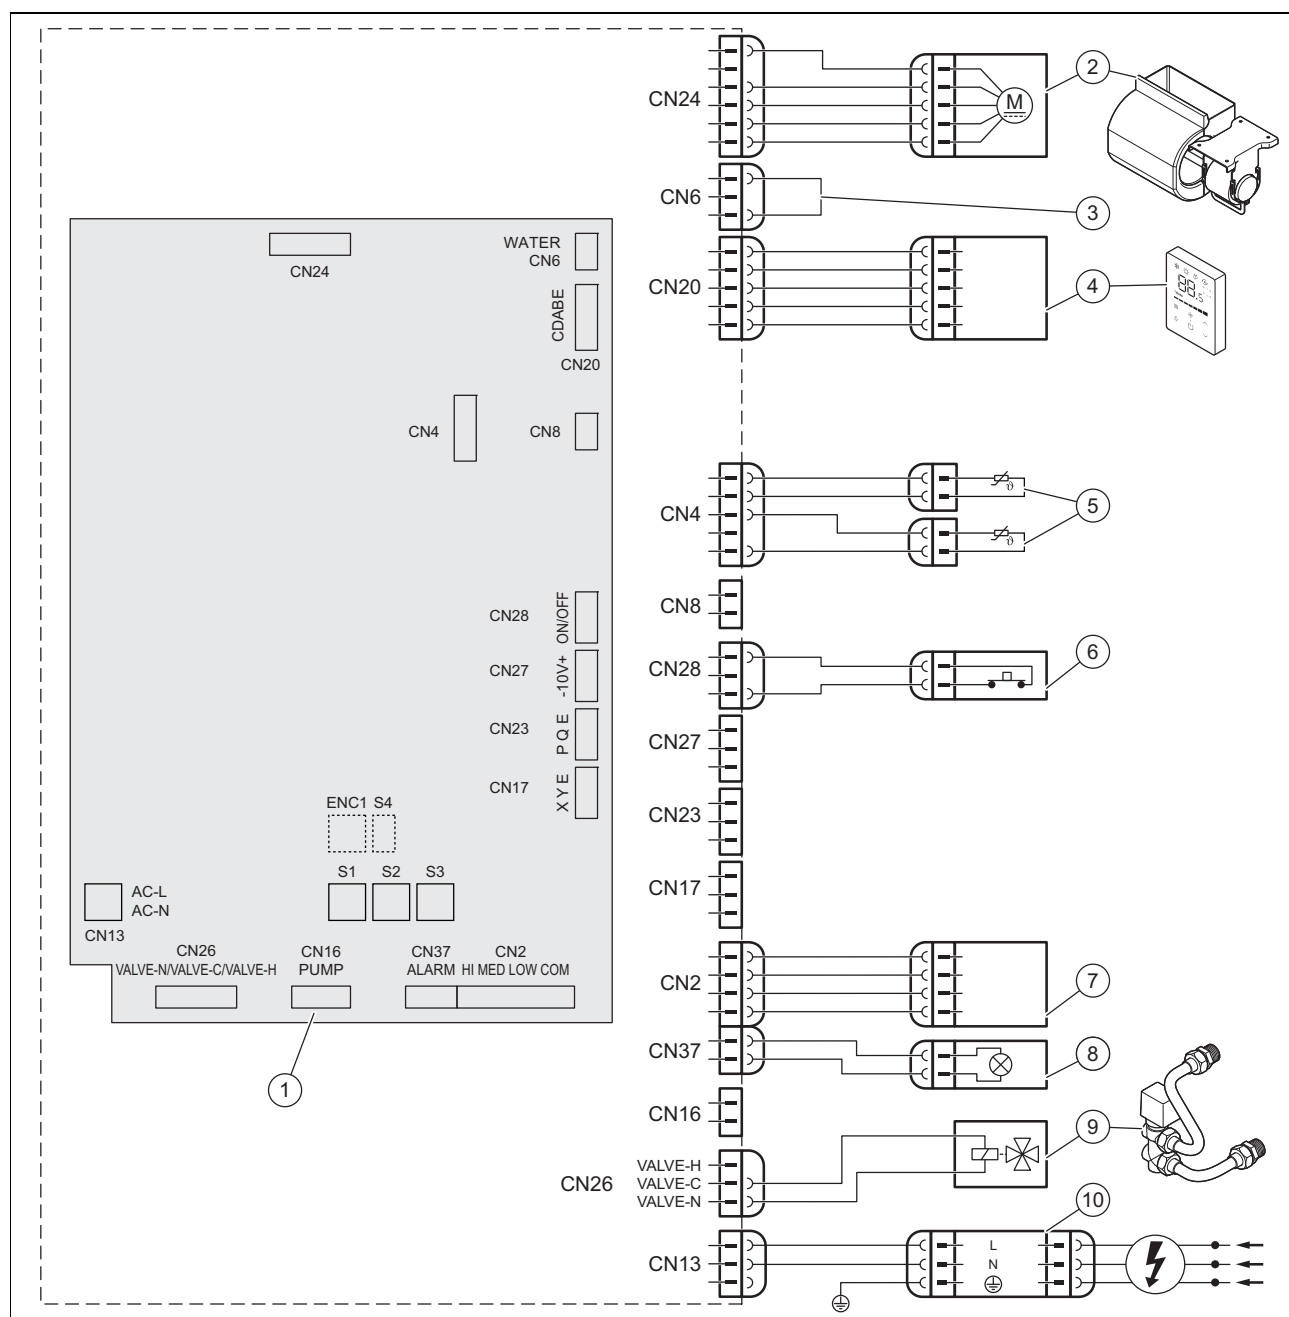 CN24
M
2
CN6
3
CN20
4
88.5
WATER
CN6
CN24
CDABE
CN20
CN4
CN8
CN4
ϑ
ϑ
5
CN8
CN28
ON/OFF
CN28
6
CN27
-10V+
CN27
CN23
P Q E
CN23
CN17
X Y E
CN17
ENC1 S4
S1 S2 S3
AC-L
AC-N
CN13
CN26
VALVE-N/VALVE-C/VALVE-H
CN16
PUMP
CN37
ALARM
CN2
HI MED LOW COM
1
CN2
7
CN37
8
CN16
CN26
VALVE-H
VALVE-C
VALVE-N
9
10
CN13
L
N